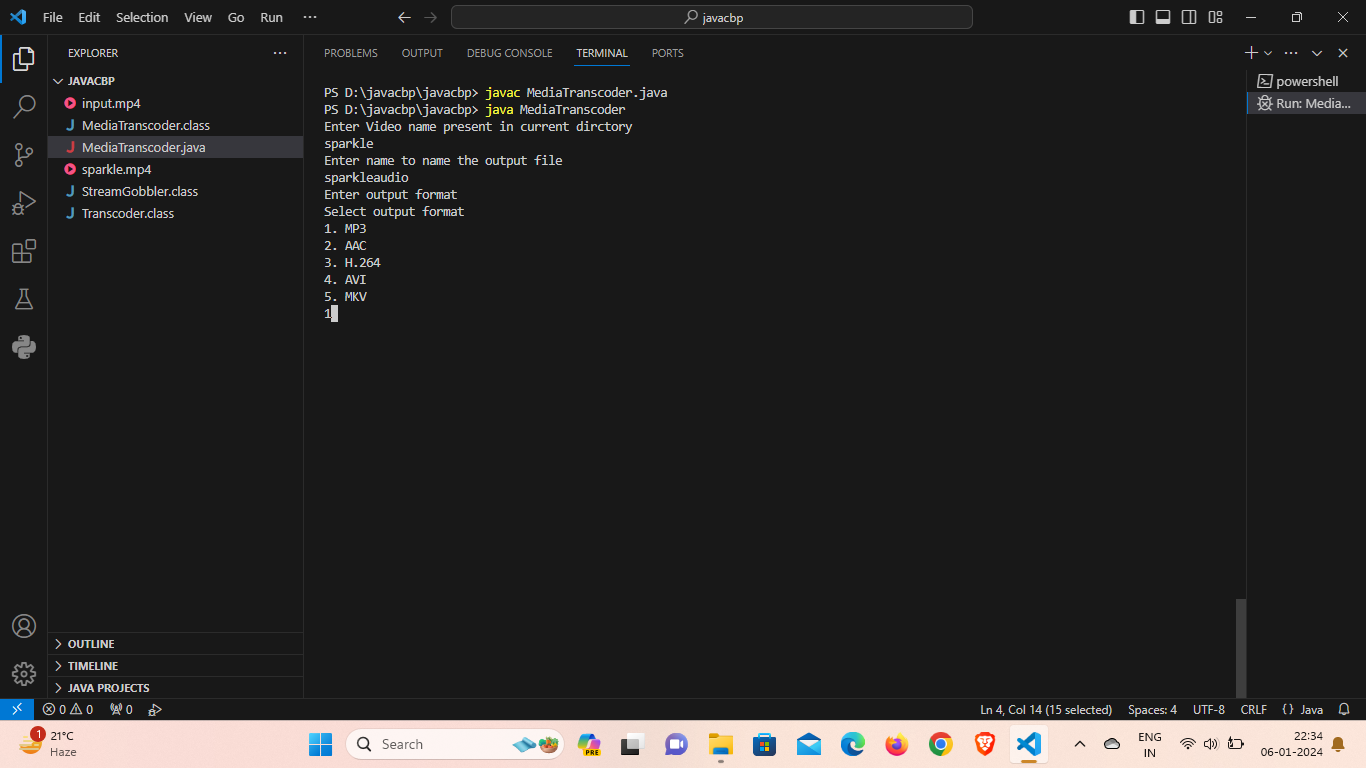 File Edit Selection View Go Run ...
javacbp
EXPLORER
JAVACBP
input.mp4
MediaTranscoder.class
MediaTranscoder.java
sparkle.mp4
StreamGobbler.class
Transcoder.class
OUTLINE
TIMELINE
JAVA PROJECTS
PROBLEMS OUTPUT DEBUG CONSOLE TERMINAL PORTS
PS D:\javacbp\javacbp> javac MediaTranscoder.java
PS D:\javacbp\javacbp> java MediaTranscoder
Enter Video name present in current dirctory
sparkle
Enter name to name the output file
sparkleaudio
Enter output format
Select output format
1. MP3
2. AAC
3. H.264
4. AVI
5. MKV
1
powershell
Run: Media...
0 0 0 Ln 4, Col 14 (15 selected) Spaces: 4 UTF-8 CRLF {} Java
1
21°C
Haze
Search
PRE
ENG
IN
22:34
06-01-2024